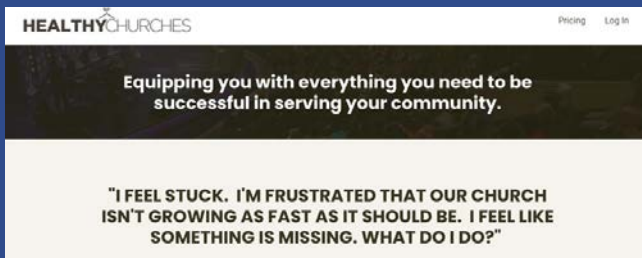 HEALTHYCHURCHES
Pricing Log In
Equipping you with everything you need to be
successful in serving your community.
"I FEEL STUCK. I'M FRUSTRATED THAT OUR CHURCH
ISN'T GROWING AS FAST AS IT SHOULD BE. I FEEL LIKE
SOMETHING IS MISSING. WHAT DO I DO?"